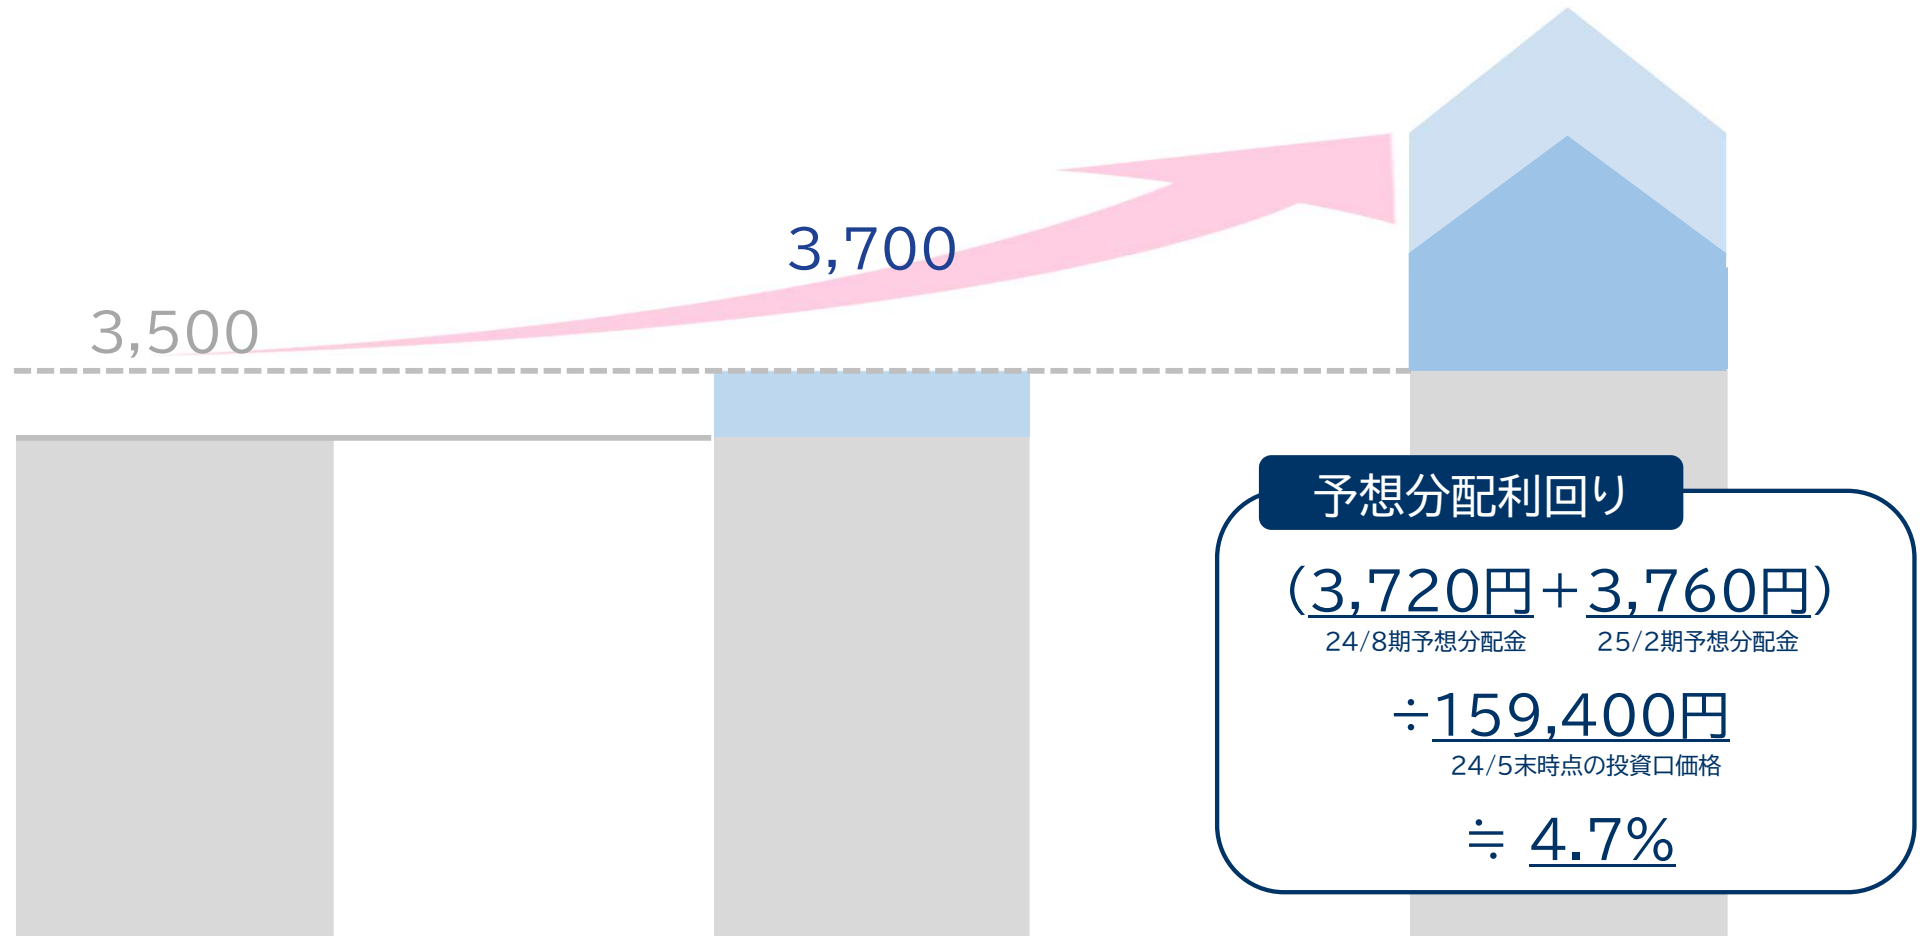 3,500
3,700
予想分配利回り
（3,720円＋3,760円）
24/8期予想分配金 25/2期予想分配金
÷159,400円
24/5末時点の投資口価格
≒ 4.7%